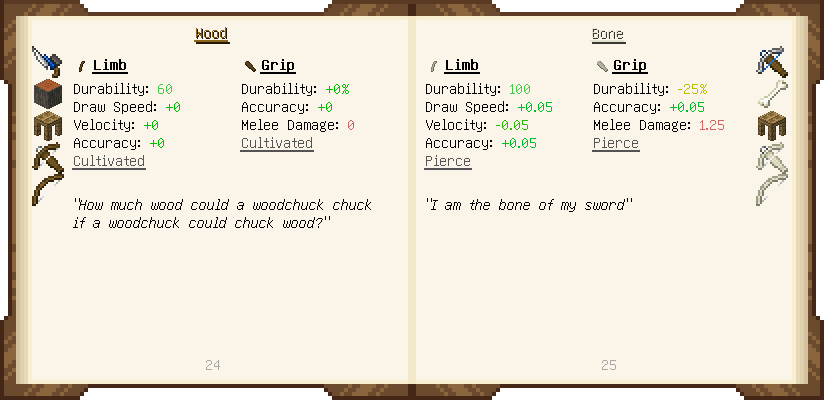 Wood
Limb
Durability: 60
Draw Speed: +0
Velocity: +0
Accuracy: +0
Cultivated
Grip
Durability: +0%
Accuracy: +0
Melee Damage: 0
Cultivated
"How much wood could a woodchuck chuck
if a woodchuck could chuck wood?"
24
Bone
Limb
Durability: 100
Draw Speed: +0.05
Velocity: -0.05
Accuracy: +0.05
Pierce
Grip
Durability: -25%
Accuracy: +0.05
Melee Damage: 1.25
Pierce
"I am the bone of my sword"
25